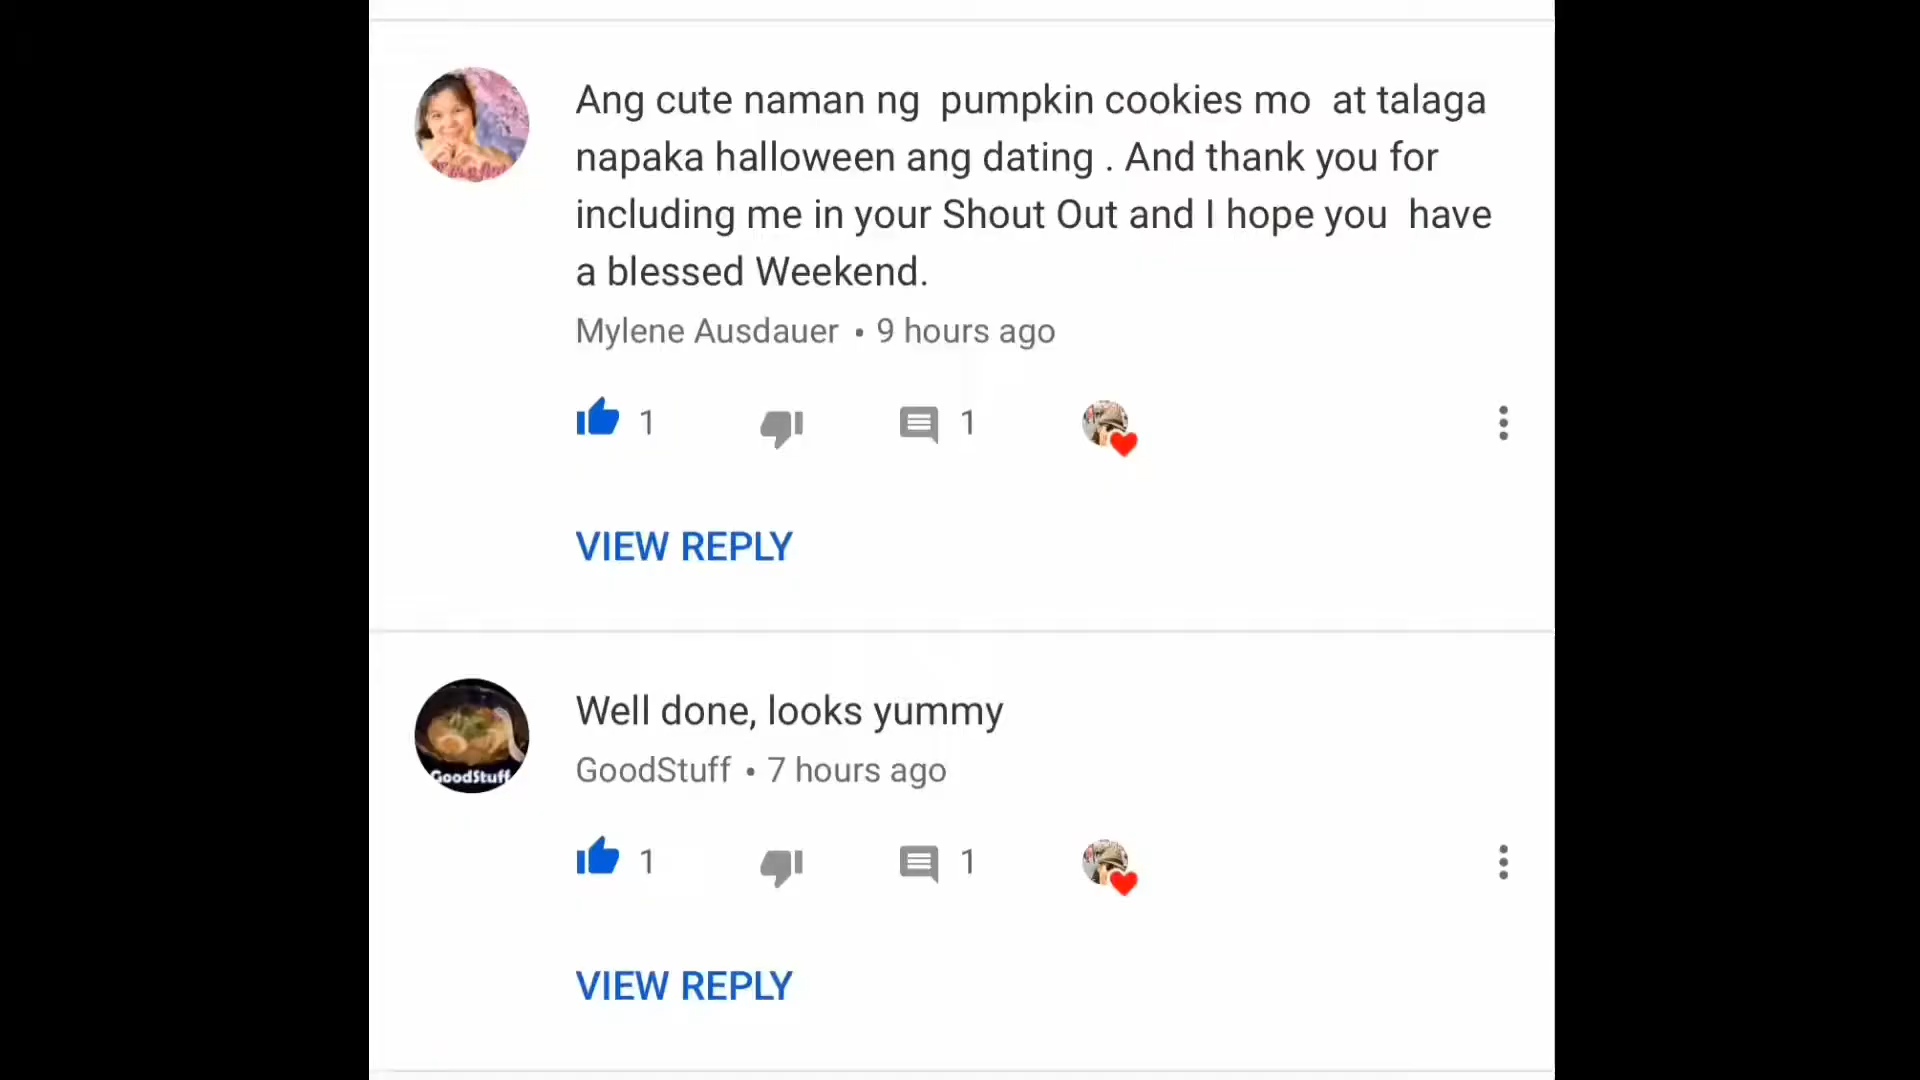 Ang cute naman ng  pumpkin cookies mo  at talaga
napaka halloween ang dating . And thank you for
including me in your Shout Out and I hope you  have
a blessed Weekend.
Mylene Ausdauer • 9 hours ago
1
1
VIEW REPLY
Well done, looks yummy
GoodStuff
GoodStuff • 7 hours ago
1
1
VIEW REPLY